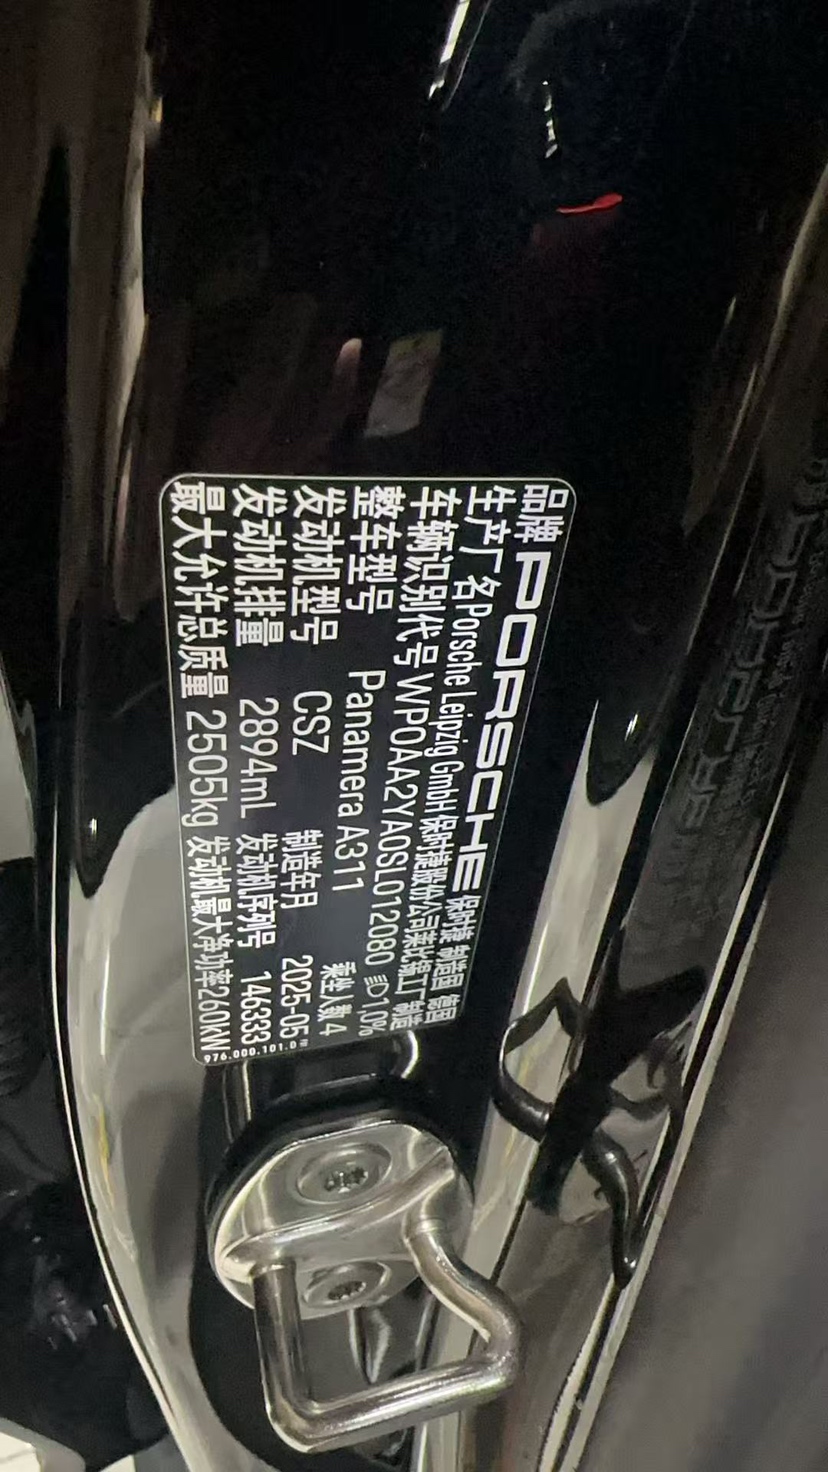 品牌 PORSCHE 保时捷 制造国 德国
生产厂名 Porsche Leipzig GmbH 保时捷股份公司莱比锡工厂 制造
车辆识别代号 WP0AA2YA0SL012080 1,0%
整车型号 Panamera A311 乘坐人数 4
发动机型号 CSZ 制造年月 2025-05
发动机排量 2894mL 发动机序列号 146333
最大允许总质量 2505kg 发动机最大净功率 260kW
976.000.101.D